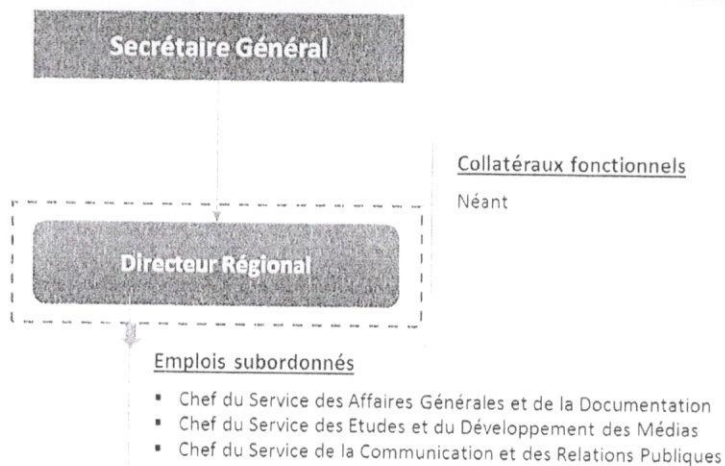 Secrétaire Général
Collatéraux fonctionnels
Néant
Directeur Régional
Emplois subordonnés
▪ Chef du Service des Affaires Générales et de la Documentation
▪ Chef du Service des Etudes et du Développement des Médias
▪ Chef du Service de la Communication et des Relations Publiques